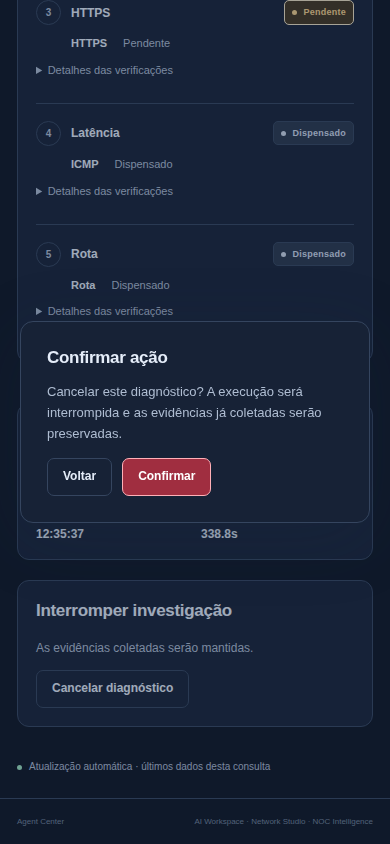 3 HTTPS Pendente
HTTPS Pendente
Detalhes das verificações
4 Latência Dispensado
ICMP Dispensado
Detalhes das verificações
5 Rota Dispensado
Rota Dispensado
Detalhes das verificações
Confirmar ação
Cancelar este diagnóstico? A execução será
interrompida e as evidências já coletadas serão
preservadas.
Voltar Confirmar
12:35:37 338.8s
Interromper investigação
As evidências coletadas serão mantidas.
Cancelar diagnóstico
Atualização automática · últimos dados desta consulta
Agent Center AI Workspace · Network Studio · NOC Intelligence